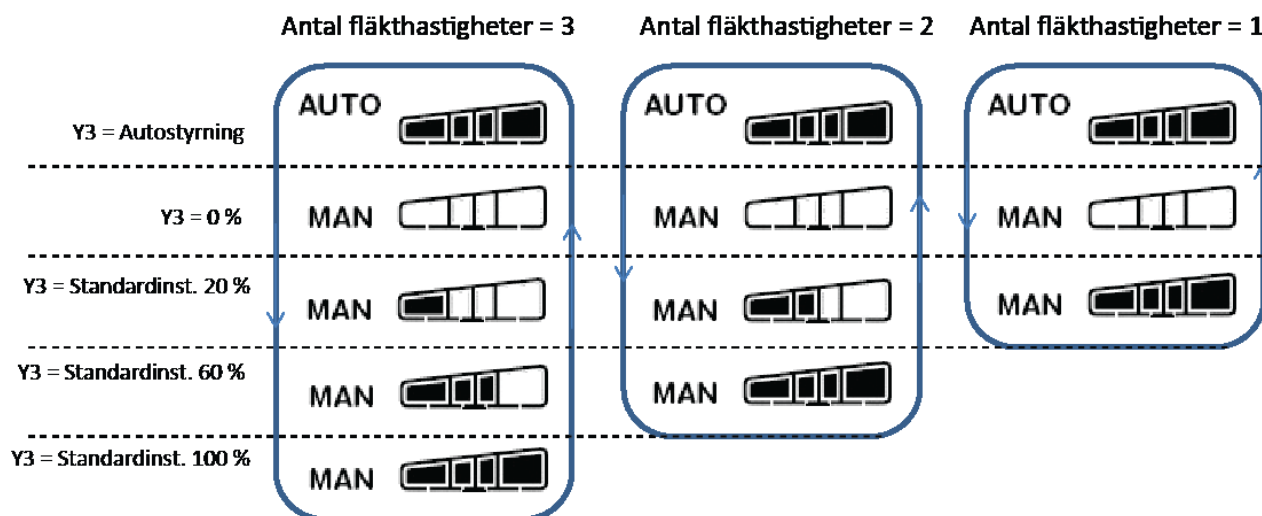 Antal fläkthastigheter = 3 Antal fläkthastigheter = 2 Antal fläkthastigheter = 1
AUTO AUTO AUTO
Y3 = Autostyrning
Y3 = 0 % MAN MAN MAN
Y3 = Standardinst. 20 % MAN MAN MAN
Y3 = Standardinst. 60 % MAN MAN
Y3 = Standardinst. 100 % MAN